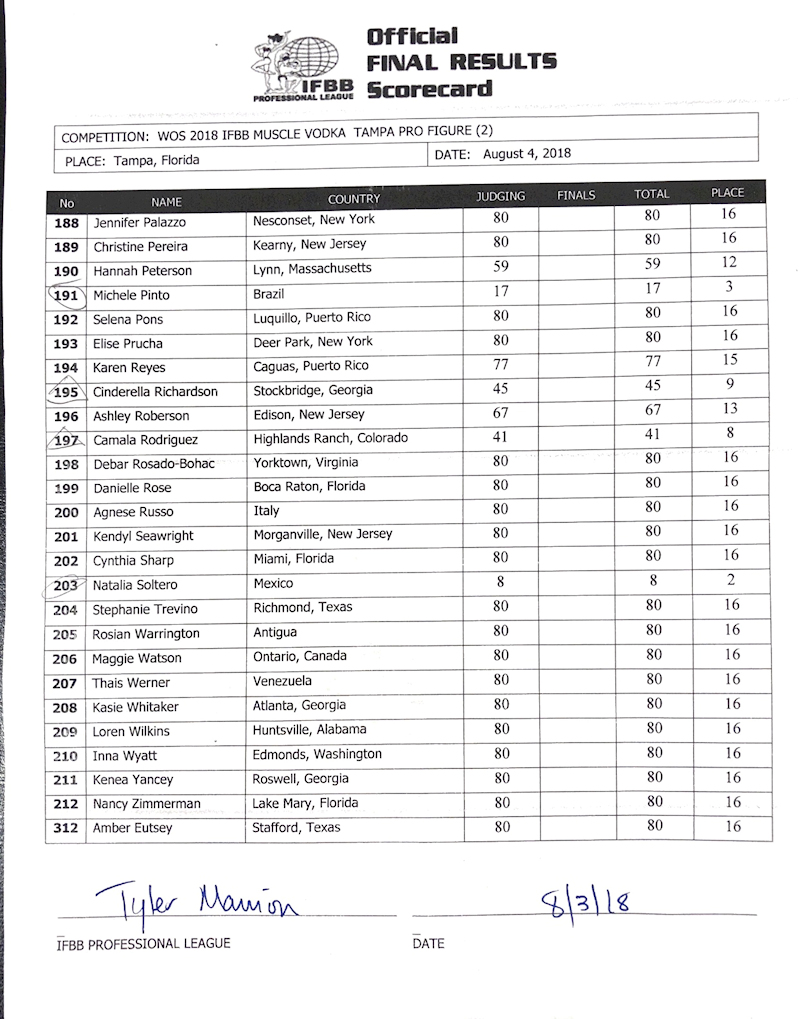 Official
FINAL RESULTS
Scorecard
IFBB
PROFESSIONAL LEAGUE
COMPETITION: WOS 2018 IFBB MUSCLE VODKA TAMPA PRO FIGURE (2)
PLACE: Tampa, Florida DATE: August 4, 2018
No NAME COUNTRY JUDGING FINALS TOTAL PLACE
188 Jennifer Palazzo Nesconset, New York 80 80 16
189 Christine Pereira Kearny, New Jersey 80 80 16
190 Hannah Peterson Lynn, Massachusetts 59 59 12
191 Michele Pinto Brazil 17 17 3
192 Selena Pons Luquillo, Puerto Rico 80 80 16
193 Elise Prucha Deer Park, New York 80 80 16
194 Karen Reyes Caguas, Puerto Rico 77 77 15
195 Cinderella Richardson Stockbridge, Georgia 45 45 9
196 Ashley Roberson Edison, New Jersey 67 67 13
197 Camala Rodriguez Highlands Ranch, Colorado 41 41 8
198 Debar Rosado-Bohac Yorktown, Virginia 80 80 16
199 Danielle Rose Boca Raton, Florida 80 80 16
200 Agnese Russo Italy 80 80 16
201 Kendyl Seawright Morganville, New Jersey 80 80 16
202 Cynthia Sharp Miami, Florida 80 80 16
203 Natalia Soltero Mexico 8 8 2
204 Stephanie Trevino Richmond, Texas 80 80 16
205 Rosian Warrington Antigua 80 80 16
206 Maggie Watson Ontario, Canada 80 80 16
207 Thais Werner Venezuela 80 80 16
208 Kasie Whitaker Atlanta, Georgia 80 80 16
209 Loren Wilkins Huntsville, Alabama 80 80 16
210 Inna Wyatt Edmonds, Washington 80 80 16
211 Kenea Yancey Roswell, Georgia 80 80 16
212 Nancy Zimmerman Lake Mary, Florida 80 80 16
312 Amber Eutsey Stafford, Texas 80 80 16
Tyler Manion 8/3/18
IFBB PROFESSIONAL LEAGUE DATE